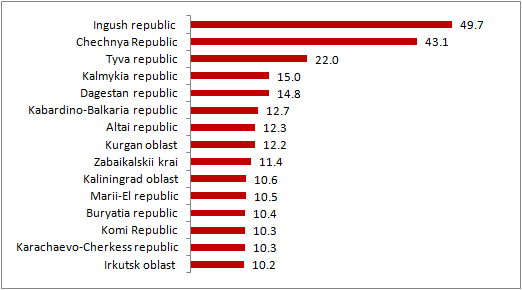 Ingush republic 49.7
Chechnya Republic 43.1
Tyva republic 22.0
Kalmykia republic 15.0
Dagestan republic 14.8
Kabardino-Balkaria republic 12.7
Altai republic 12.3
Kurgan oblast 12.2
Zabaikalskii krai 11.4
Kaliningrad oblast 10.6
Marii-El republic 10.5
Buryatia republic 10.4
Komi Republic 10.3
Karachaevo-Cherkess republic 10.3
Irkutsk oblast 10.2